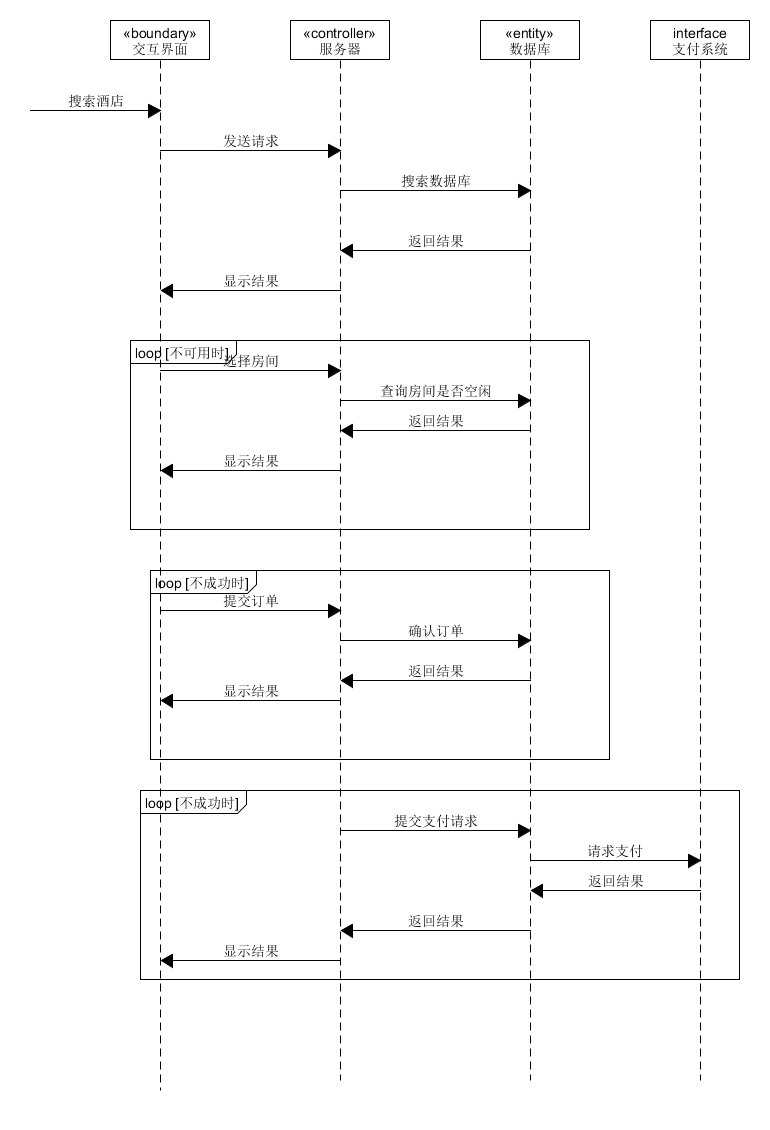 «boundary»
交互界面
«controller»
服务器
«entity»
数据库
interface
支付系统
搜索酒店
发送请求
搜索数据库
返回结果
显示结果
loop [不可用时]
选择房间
查询房间是否空闲
返回结果
显示结果
loop [不成功时]
提交订单
确认订单
返回结果
显示结果
loop [不成功时]
提交支付请求
请求支付
返回结果
返回结果
显示结果